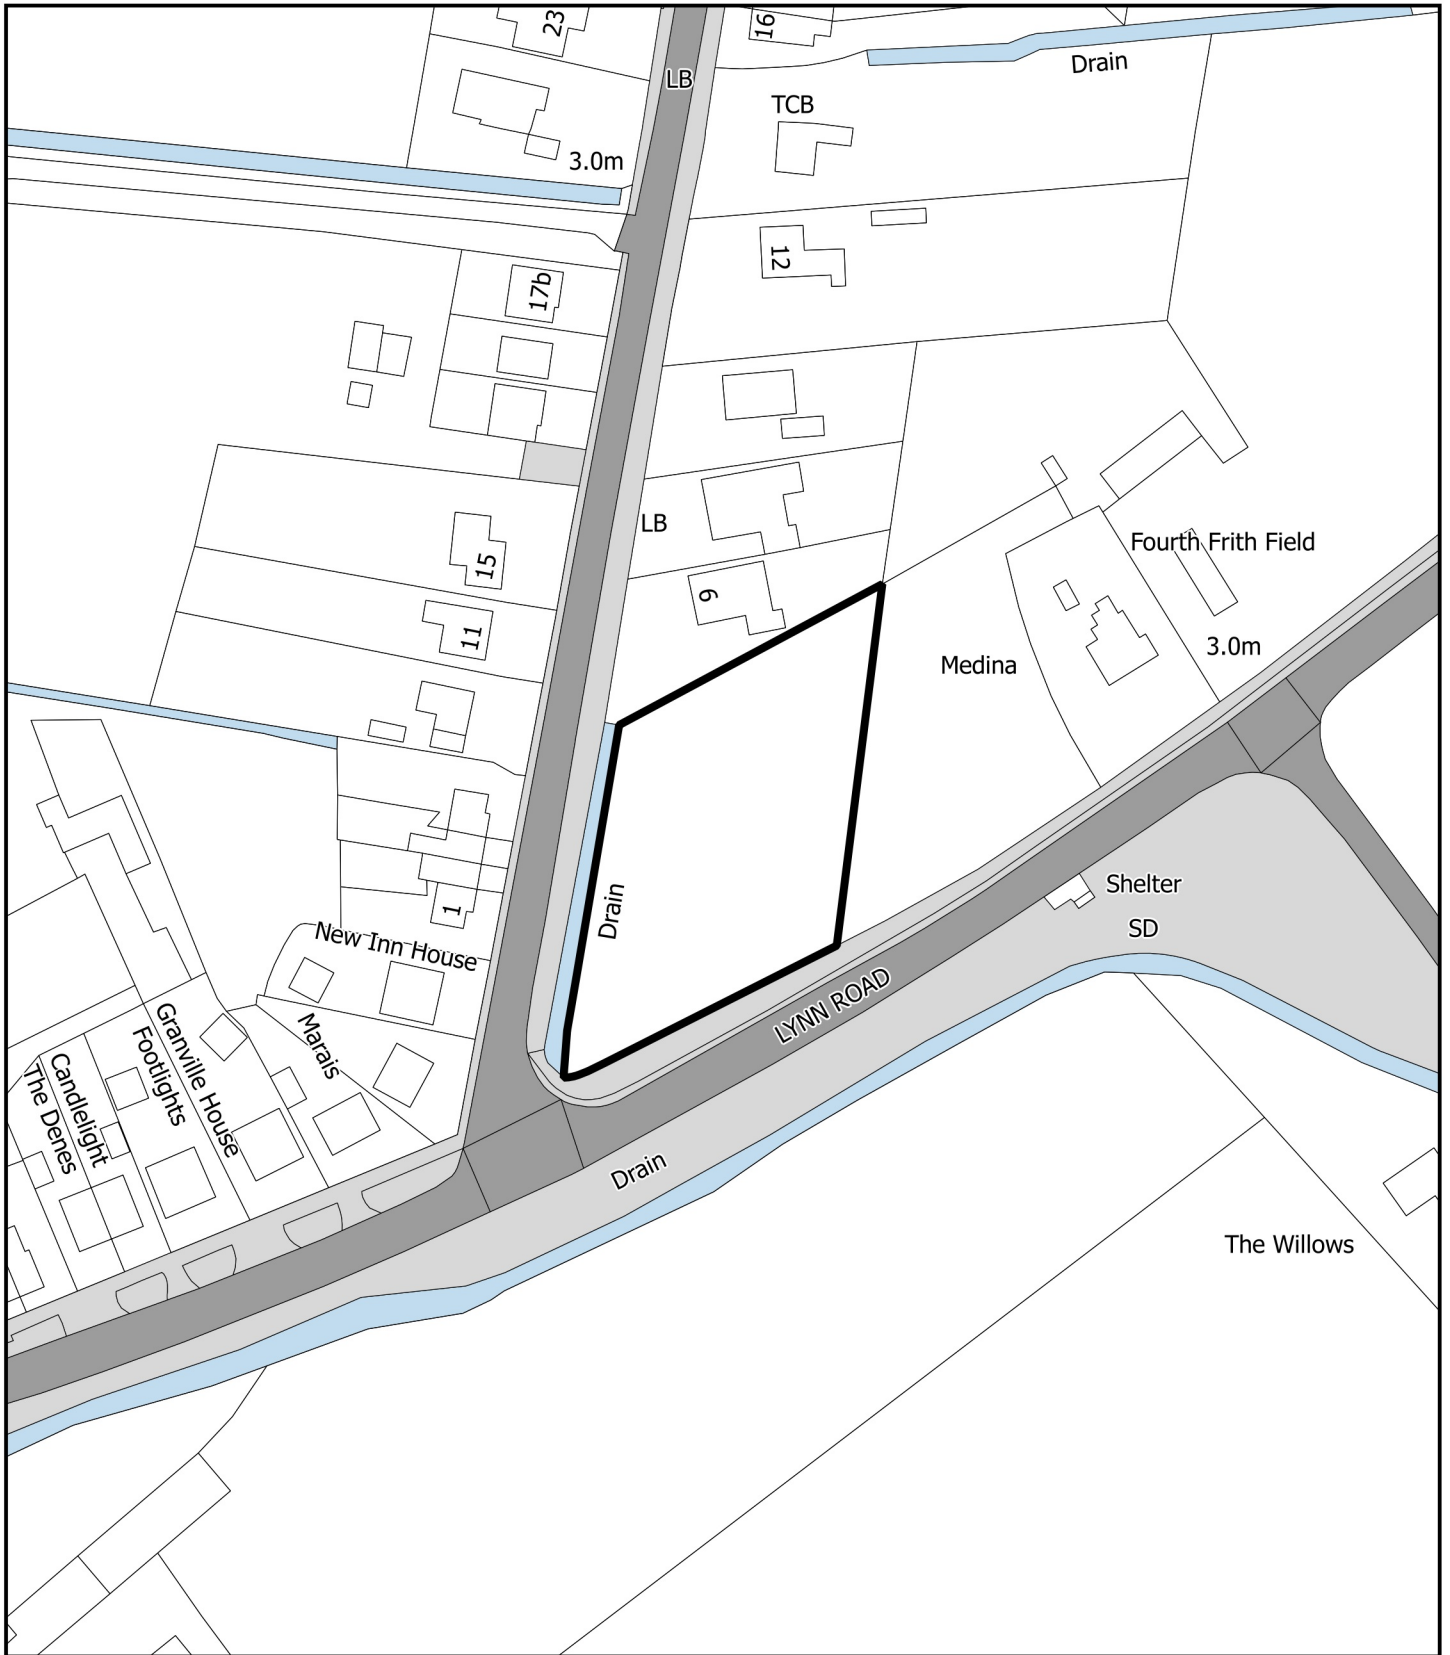 23
16
LB
Drain
TCB
3.0m
12
17b
LB
15
Fourth Frith Field
6
11
3.0m
Medina
Shelter
Drain
1
SD
New Inn House
LYNN ROAD
Marais
Granville House
Footlights
Candlelight
The Denes
Drain
The Willows